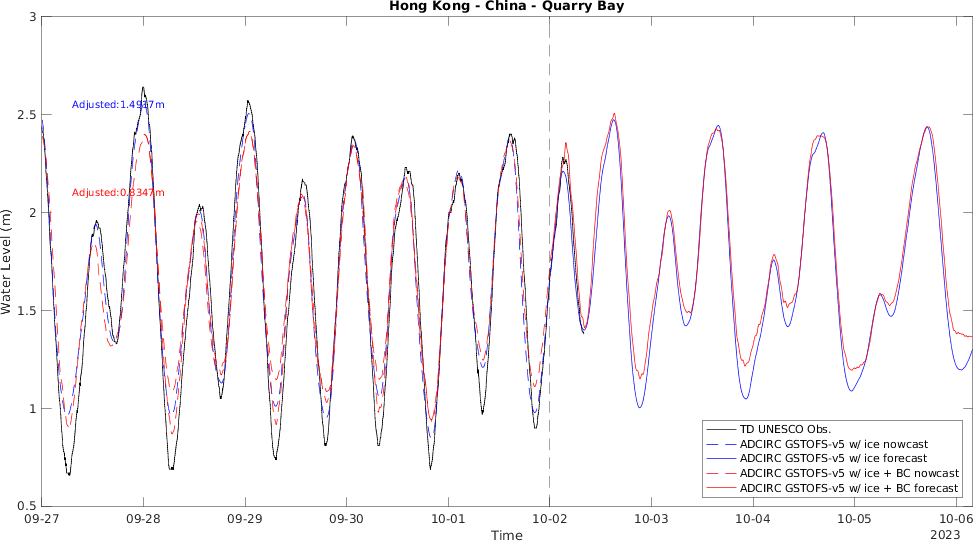 Hong Kong - China - Quarry Bay
3
2.5
2
1.5
1
0.5
Water Level (m)
Adjusted:1.4937m
Adjusted:0.8347m
TD UNESCO Obs.
ADCIRC GSTOFS-v5 w/ ice nowcast
ADCIRC GSTOFS-v5 w/ ice forecast
ADCIRC GSTOFS-v5 w/ ice + BC nowcast
ADCIRC GSTOFS-v5 w/ ice + BC forecast
09-27 09-28 09-29 09-30 10-01 10-02 10-03 10-04 10-05 10-06
Time
2023